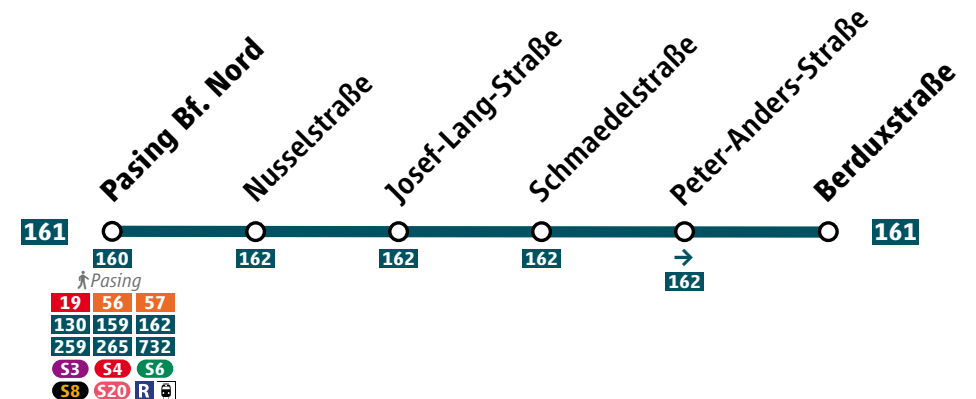 Pasing Bf. Nord
Nusselstraße
Josef-Lang-Straße
Schmaedelstraße
Peter-Anders-Straße
Berduxstraße
161
161
160
162
162
162
→
162
Pasing
19 56 57
130 159 162
259 265 732
S3 S4 S6
S8 S20 R